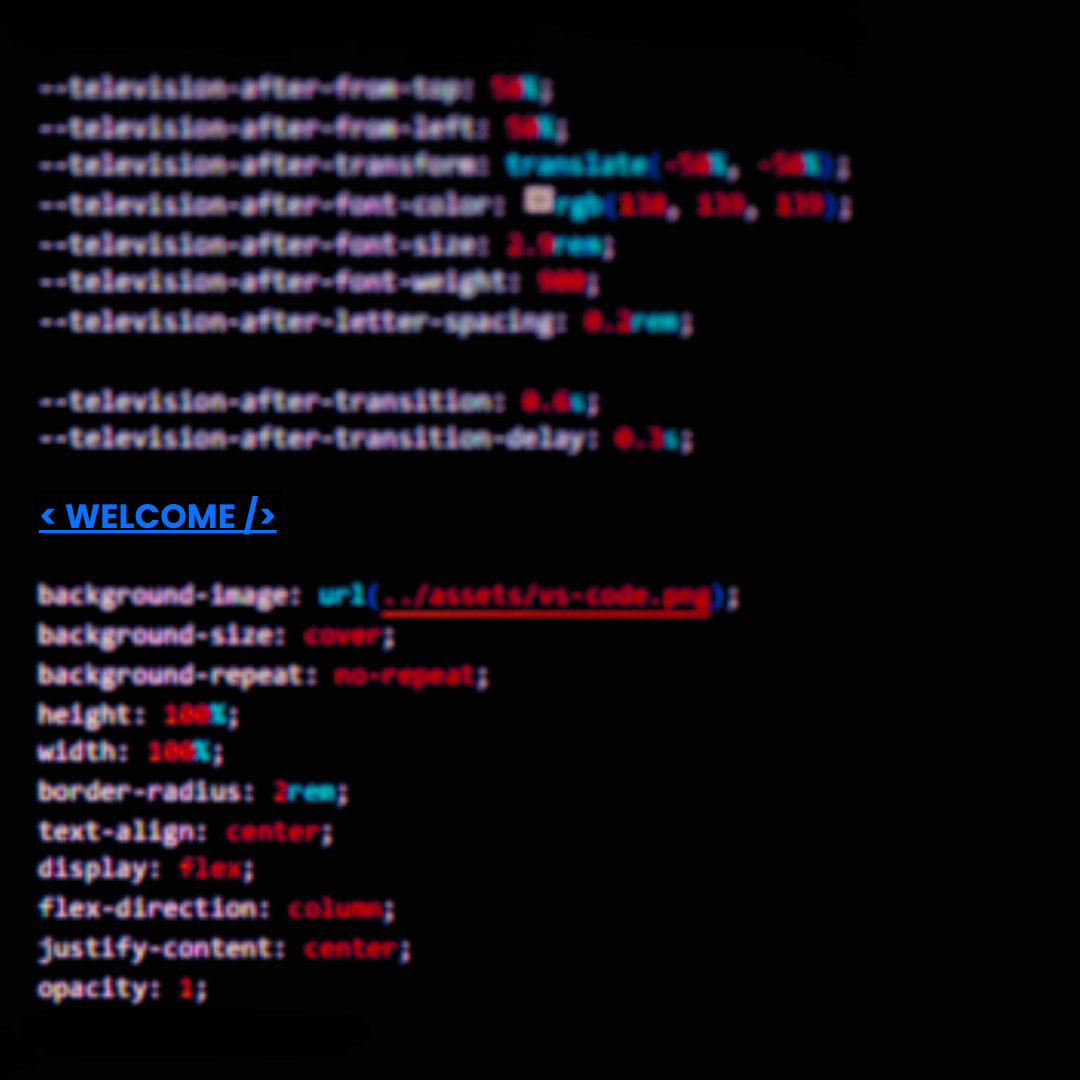 --television-after-from-top: 50%;
--television-after-from-left: 50%;
--television-after-transform: translate(-50%, -50%);
--television-after-font-color: rgb(138, 139, 139);
--television-after-font-size: 2.9rem;
--television-after-font-weight: 900;
--television-after-letter-spacing: 0.2rem;
--television-after-transition: 0.6s;
--television-after-transition-delay: 0.3s;
< WELCOME />
background-image: url(../assets/vs-code.png);
background-size: cover;
background-repeat: no-repeat;
height: 100%;
width: 100%;
border-radius: 2rem;
text-align: center;
display: flex;
flex-direction: column;
justify-content: center;
opacity: 1;